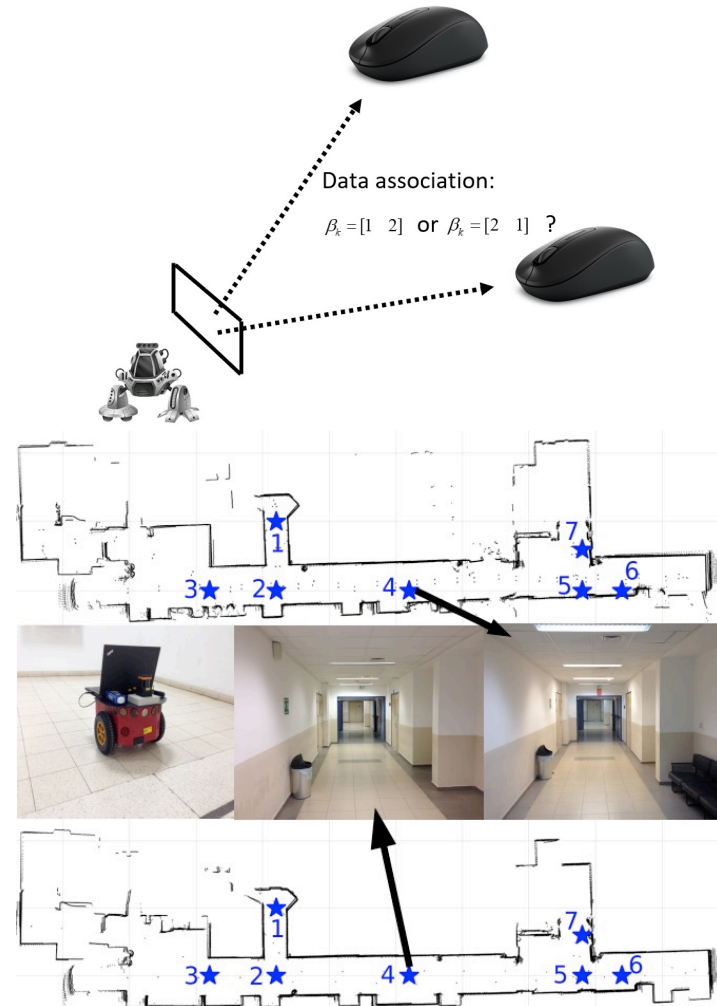 Data association:
βₖ = [1 2] or βₖ = [2 1] ?
1
7
3 2 4 5 6
1
7
3 2 4 5 6